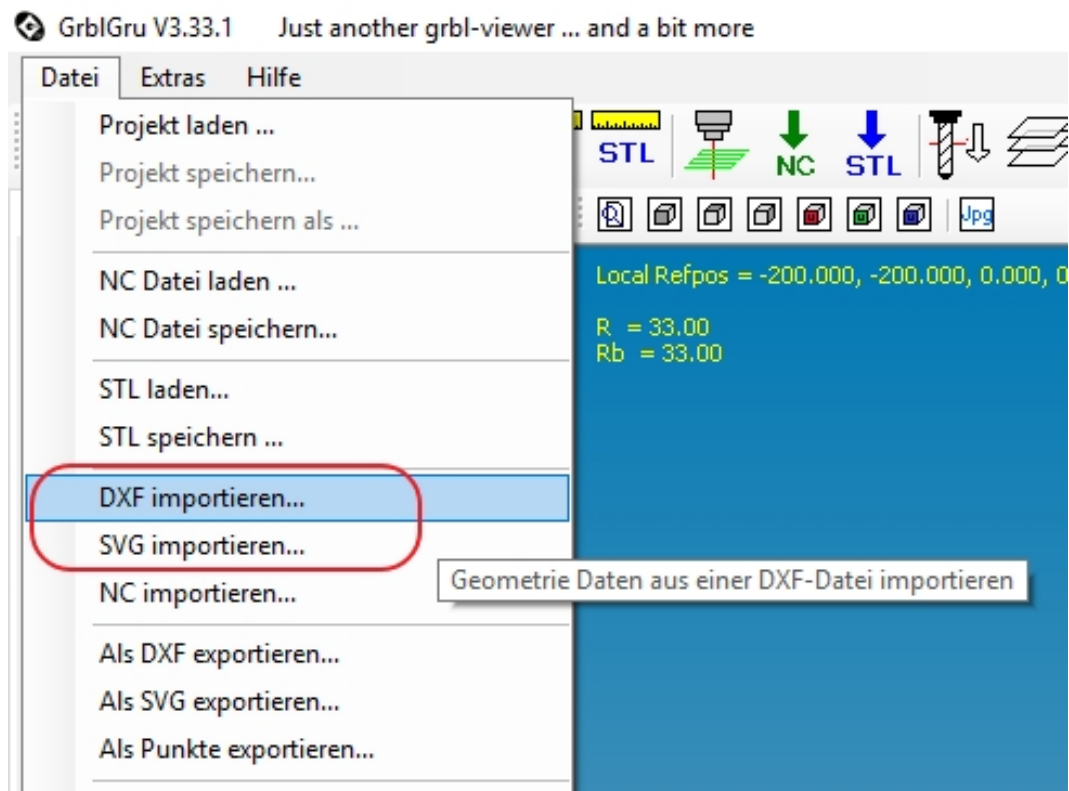 GrblGru V3.33.1 Just another grbl-viewer ... and a bit more
Datei Extras Hilfe
Projekt laden ...
Projekt speichern...
Projekt speichern als ...
NC Datei laden ...
NC Datei speichern...
STL laden...
STL speichern ...
DXF importieren...
SVG importieren...
NC importieren...
Als DXF exportieren...
Als SVG exportieren...
Als Punkte exportieren...
Geometrie Daten aus einer DXF-Datei importieren
STL NC STL
Jpg
Local Refpos = -200.000, -200.000, 0.000, 0
R = 33.00
Rb = 33.00